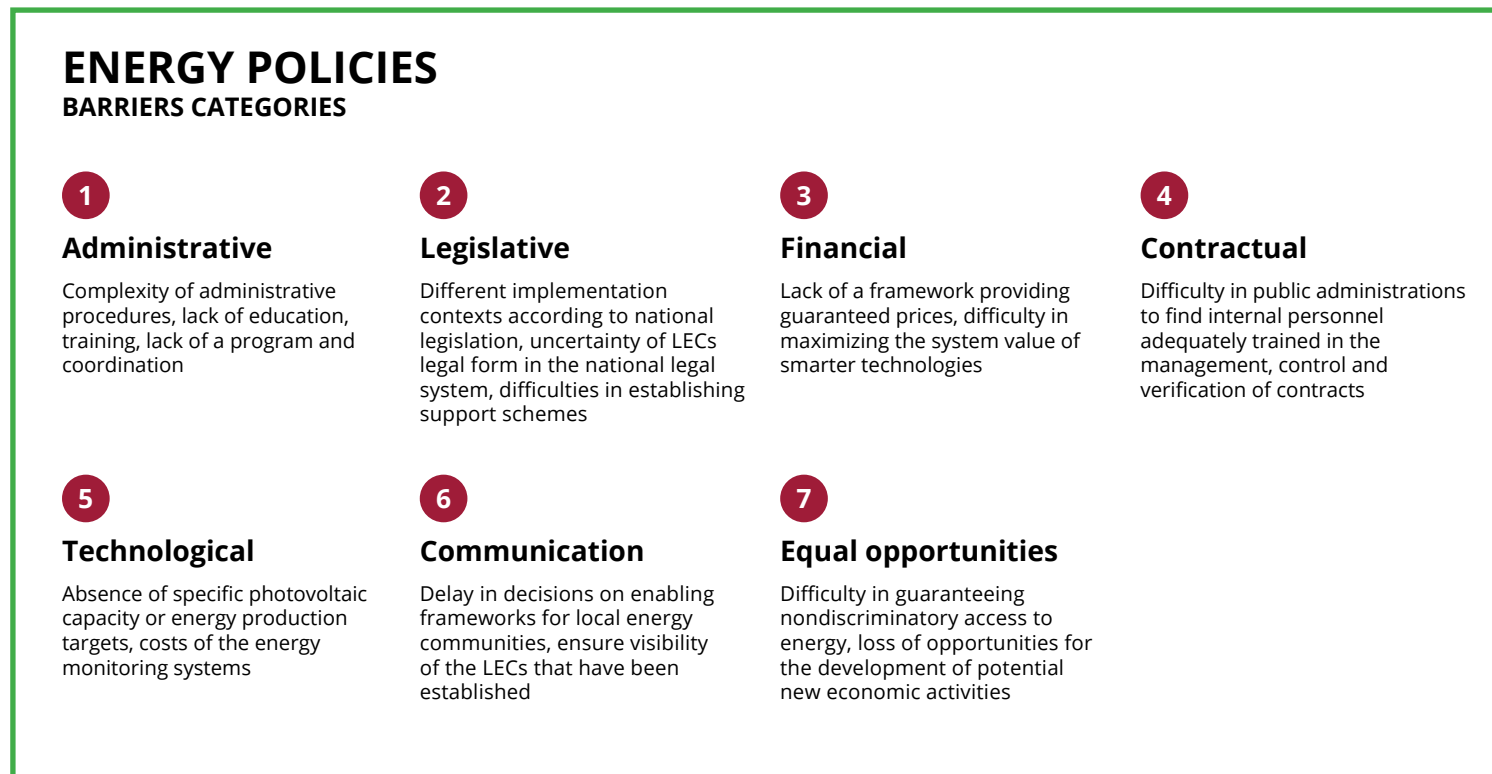 ENERGY POLICIES
BARRIERS CATEGORIES
1
Administrative
Complexity of administrative
procedures, lack of education,
training, lack of a program and
coordination
2
Legislative
Different implementation
contexts according to national
legislation, uncertainty of LECs
legal form in the national legal
system, difficulties in establishing
support schemes
3
Financial
Lack of a framework providing
guaranteed prices, difficulty in
maximizing the system value of
smarter technologies
4
Contractual
Difficulty in public administrations
to find internal personnel
adequately trained in the
management, control and
verification of contracts
5
Technological
Absence of specific photovoltaic
capacity or energy production
targets, costs of the energy
monitoring systems
6
Communication
Delay in decisions on enabling
frameworks for local energy
communities, ensure visibility
of the LECs that have been
established
7
Equal opportunities
Difficulty in guaranteeing
nondiscriminatory access to
energy, loss of opportunities for
the development of potential
new economic activities